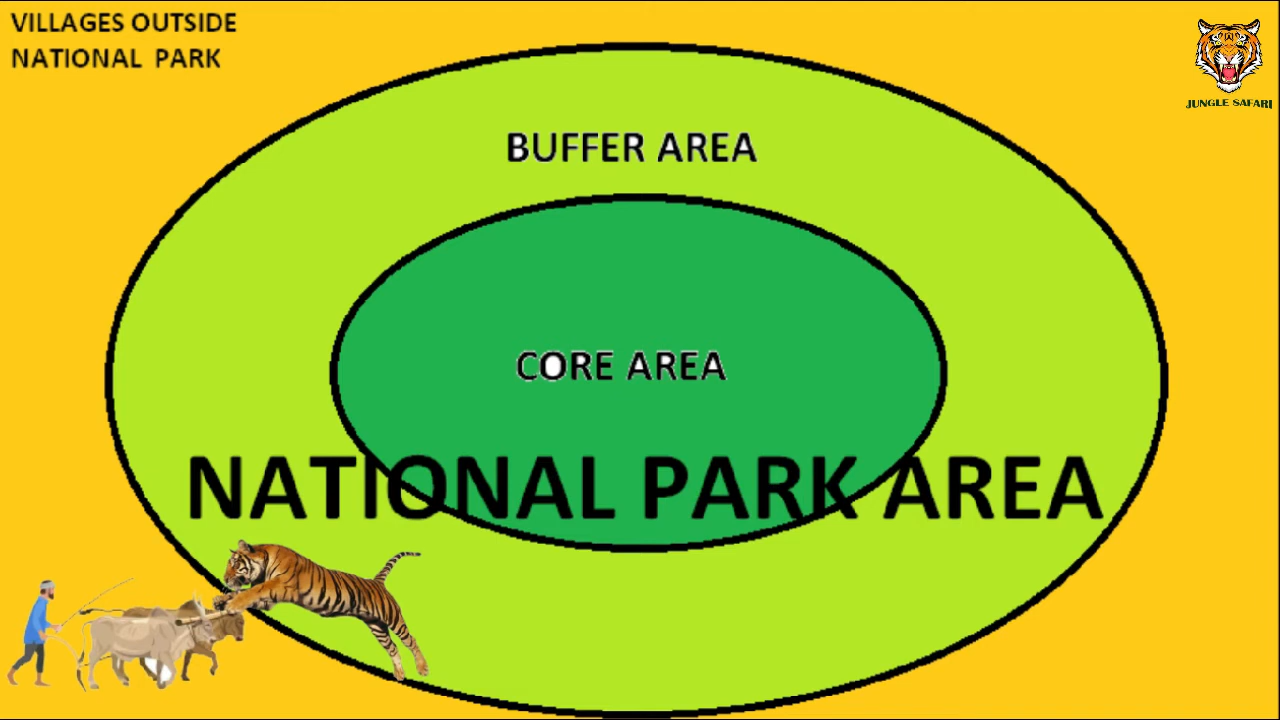 VILLAGES OUTSIDE
NATIONAL PARK
JUNGLE SAFARI
BUFFER AREA
CORE AREA
NATIONAL PARK AREA